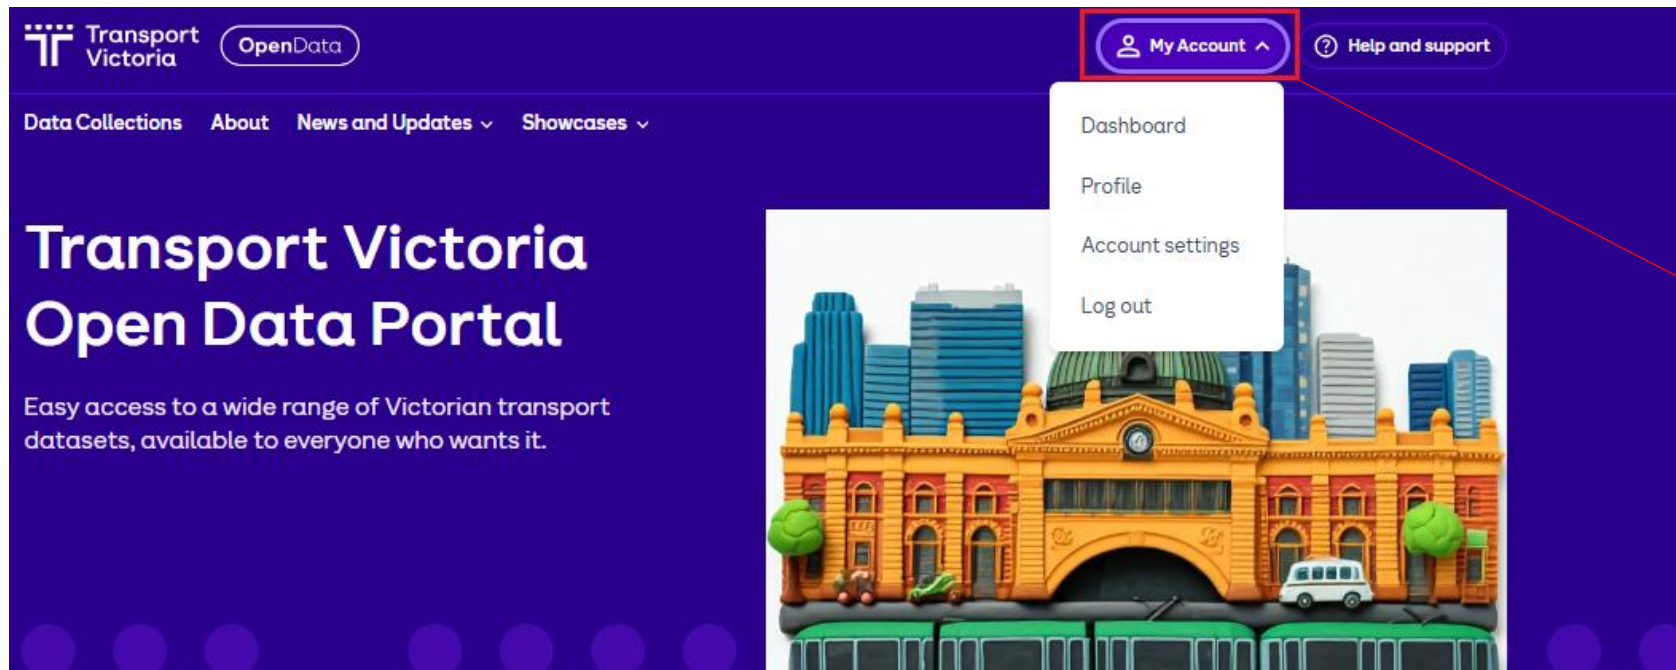 Transport
Victoria
OpenData
My Account
Help and support
Data Collections About News and Updates Showcases
Dashboard
Profile
Account settings
Log out
Transport Victoria
Open Data Portal
Easy access to a wide range of Victorian transport
datasets, available to everyone who wants it.